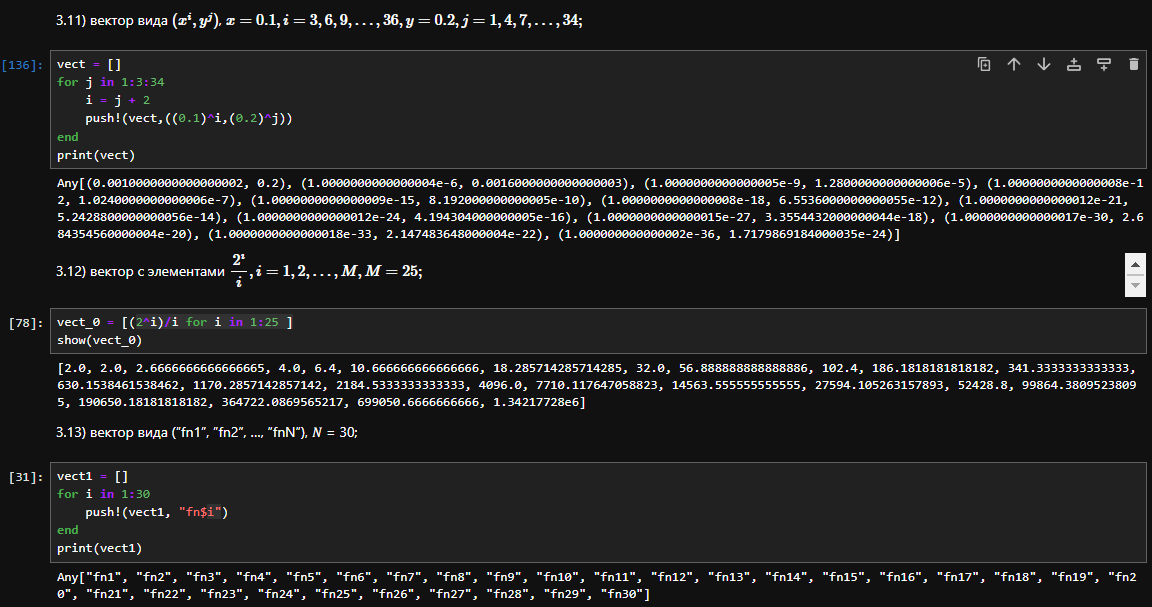 3.11) вектор вида (xⁱ, yʲ), x = 0.1, i = 3, 6, 9, …, 36, y = 0.2, j = 1, 4, 7, …, 34;
[136]: vect = []
for j in 1:3:34
    i = j + 2
    push!(vect,((0.1)^i,(0.2)^j))
end
print(vect)
Any[(0.0010000000000000002, 0.2), (1.0000000000000004e-6, 0.0016000000000000003), (1.0000000000000005e-9, 1.2800000000000006e-5), (1.0000000000000008e-1
2, 1.0240000000000006e-7), (1.000000000000009e-15, 8.192000000000005e-10), (1.0000000000000008e-18, 6.5536000000000055e-12), (1.000000000000012e-21,
5.2428800000000056e-14), (1.0000000000000012e-24, 4.194304000000005e-16), (1.000000000000015e-27, 3.3554432000000044e-18), (1.0000000000000017e-30, 2.6
84354560000004e-20), (1.0000000000000018e-33, 2.147483648000004e-22), (1.000000000000002e-36, 1.7179869184000035e-24)]
3.12) вектор с элементами 2ⁱ/i, i = 1, 2, …, M, M = 25;
[78]: vect_0 = [(2^i)/i for i in 1:25 ]
show(vect_0)
[2.0, 2.0, 2.6666666666666665, 4.0, 6.4, 10.666666666666666, 18.285714285714285, 32.0, 56.888888888888886, 102.4, 186.1818181818182, 341.3333333333333,
630.1538461538462, 1170.2857142857142, 2184.5333333333333, 4096.0, 7710.117647058823, 14563.555555555555, 27594.105263157893, 52428.8, 99864.3809523809
5, 190650.18181818182, 364722.0869565217, 699050.6666666666, 1.34217728e6]
3.13) вектор вида ("fn1", "fn2", ..., "fnN"), N = 30;
[31]: vect1 = []
for i in 1:30
    push!(vect1, "fn$i")
end
print(vect1)
Any["fn1", "fn2", "fn3", "fn4", "fn5", "fn6", "fn7", "fn8", "fn9", "fn10", "fn11", "fn12", "fn13", "fn14", "fn15", "fn16", "fn17", "fn18", "fn19", "fn2
0", "fn21", "fn22", "fn23", "fn24", "fn25", "fn26", "fn27", "fn28", "fn29", "fn30"]